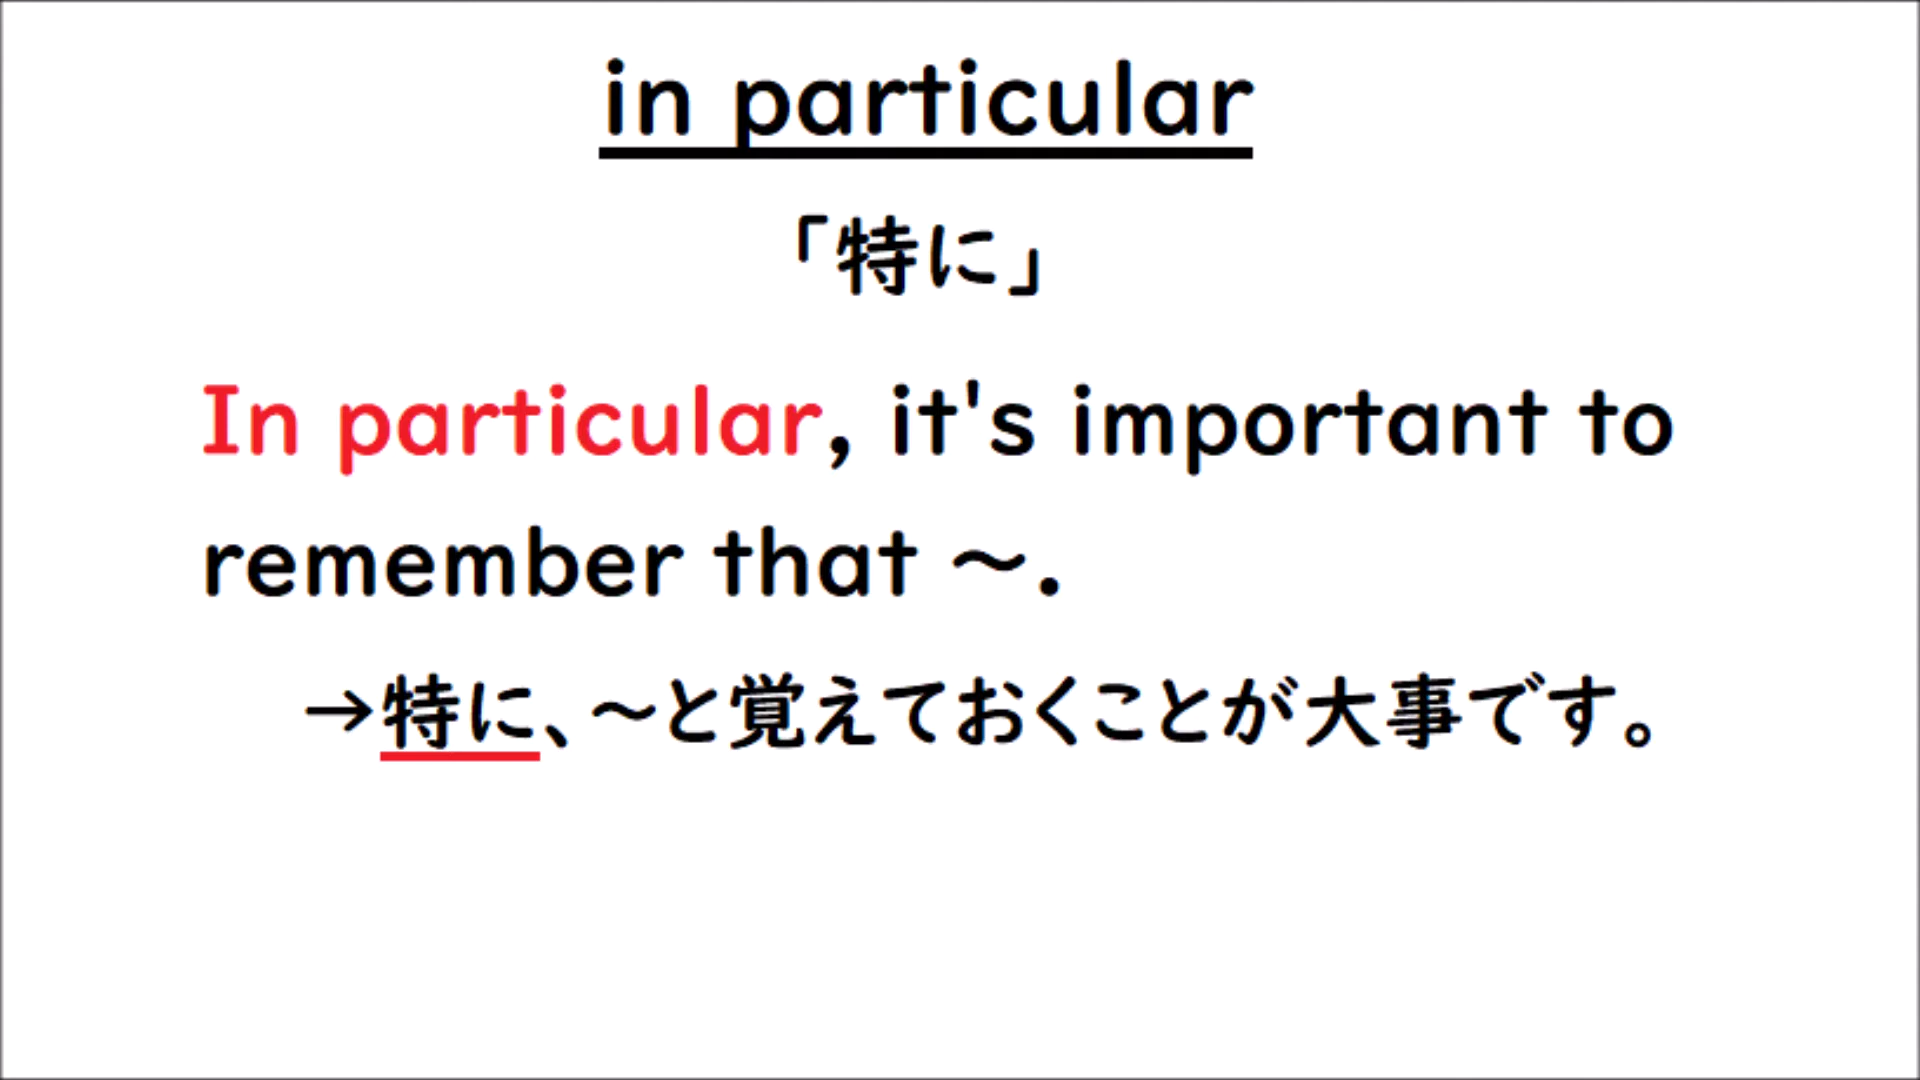 in particular
「特に」
In particular, it's important to
remember that ～.
→特に、～と覚えておくことが大事です。